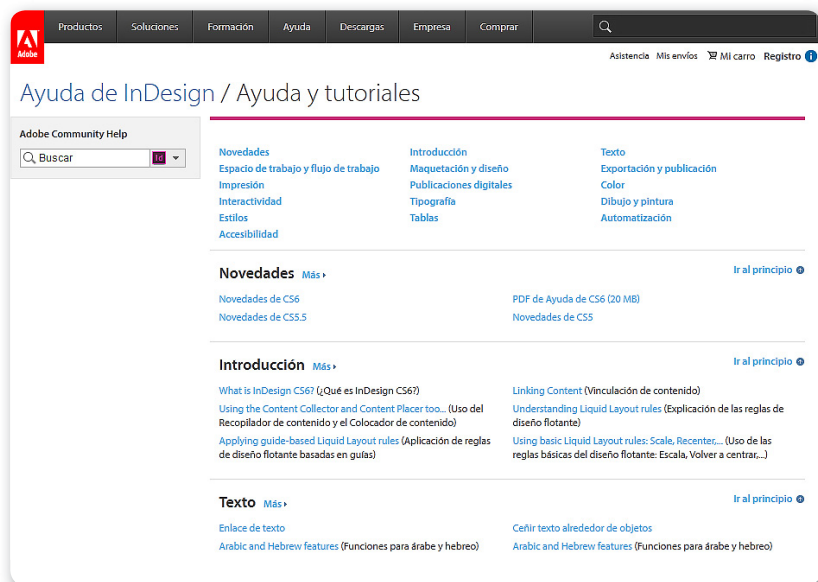 Adobe
Productos
Soluciones
Formación
Ayuda
Descargas
Empresa
Comprar
Asistencia
Mis envíos
Mi carro
Registro
Ayuda de InDesign / Ayuda y tutoriales
Adobe Community Help
Buscar
Id
Novedades
Espacio de trabajo y flujo de trabajo
Impresión
Interactividad
Estilos
Accesibilidad
Introducción
Maquetación y diseño
Publicaciones digitales
Tipografía
Tablas
Texto
Exportación y publicación
Color
Dibujo y pintura
Automatización
Novedades Más
Ir al principio
Novedades de CS6
Novedades de CS5.5
PDF de Ayuda de CS6 (20 MB)
Novedades de CS5
Introducción Más
Ir al principio
What is InDesign CS6? (¿Qué es InDesign CS6?)
Using the Content Collector and Content Placer too... (Uso del
Recopilador de contenido y el Colocador de contenido)
Applying guide-based Liquid Layout rules (Aplicación de reglas
de diseño flotante basadas en guías)
Linking Content (Vinculación de contenido)
Understanding Liquid Layout rules (Explicación de las reglas de
diseño flotante)
Using basic Liquid Layout rules: Scale, Recenter,... (Uso de las
reglas básicas del diseño flotante: Escala, Volver a centrar,...)
Texto Más
Ir al principio
Enlace de texto
Arabic and Hebrew features (Funciones para árabe y hebreo)
Ceñir texto alrededor de objetos
Arabic and Hebrew features (Funciones para árabe y hebreo)